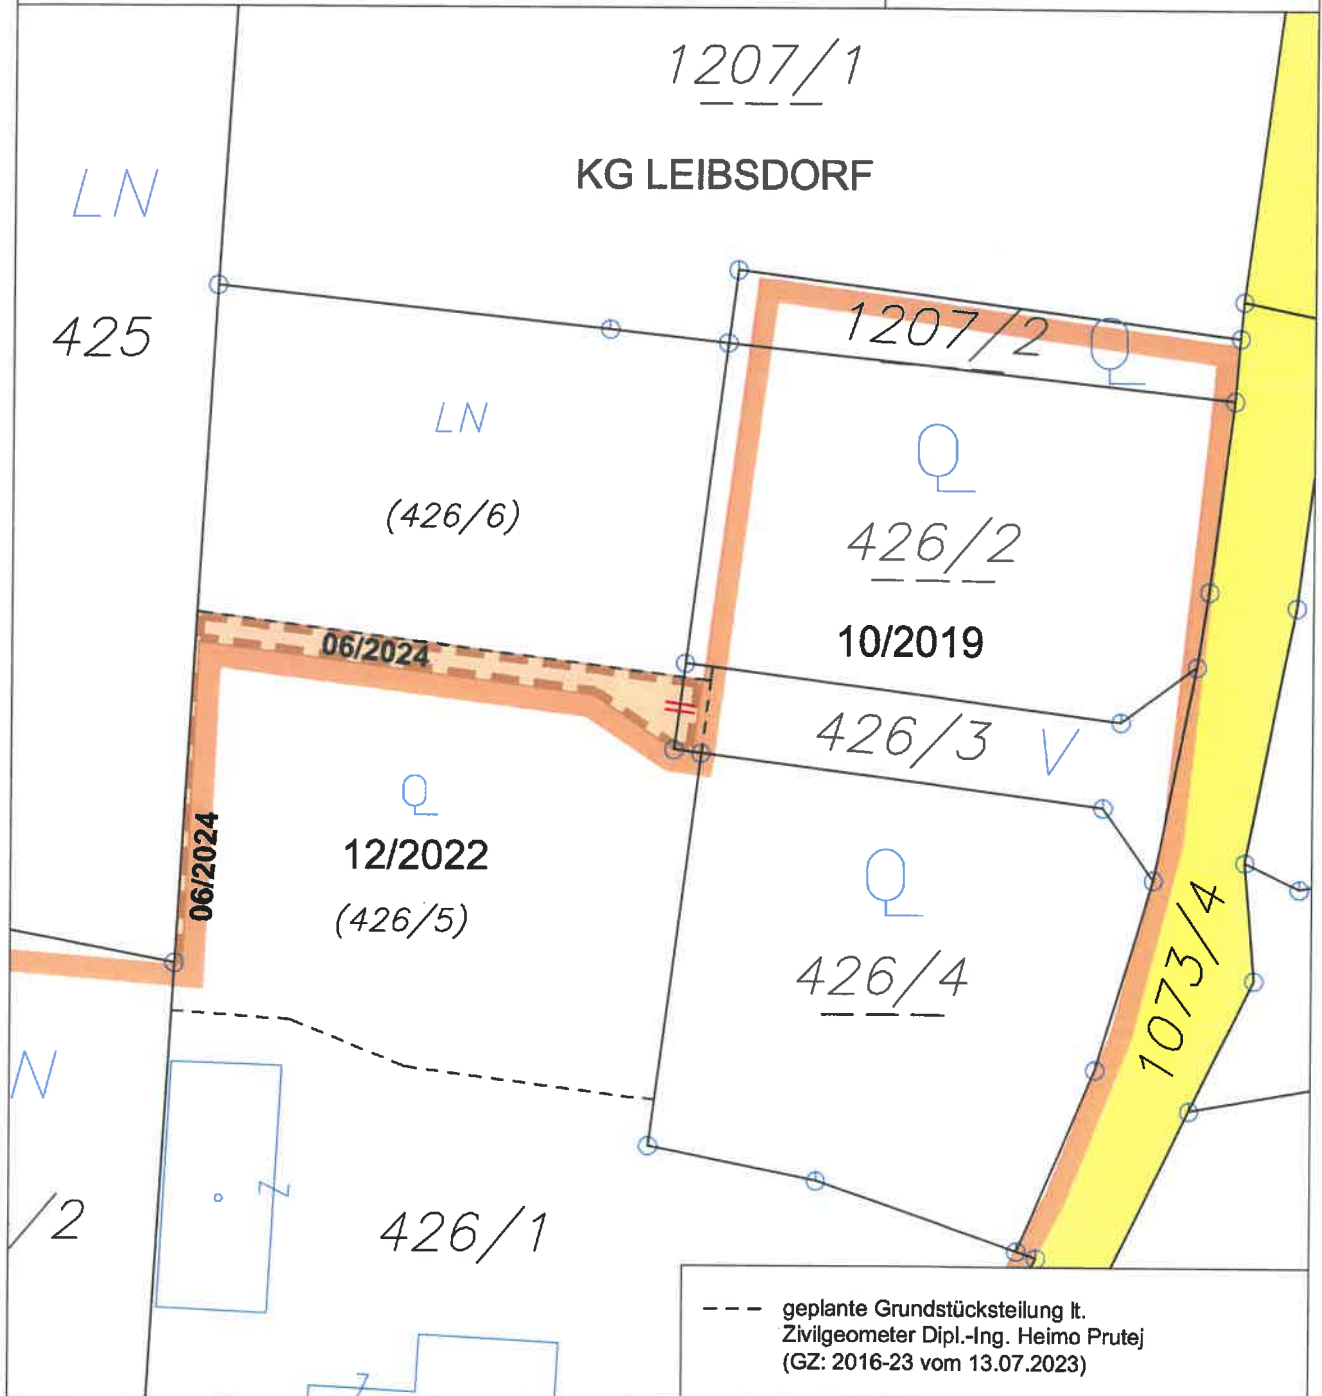 1207/1
KG LEIBSDORF
LN
425
1207/2
LN
(426/6)
426/2
10/2019
06/2024
426/3
V
12/2022
06/2024
(426/5)
426/4
1073/4
N
/2
426/1
--- geplante Grundstücksteilung lt.
Zivilgeometer Dipl.-Ing. Heimo Prutej
(GZ: 2016-23 vom 13.07.2023)